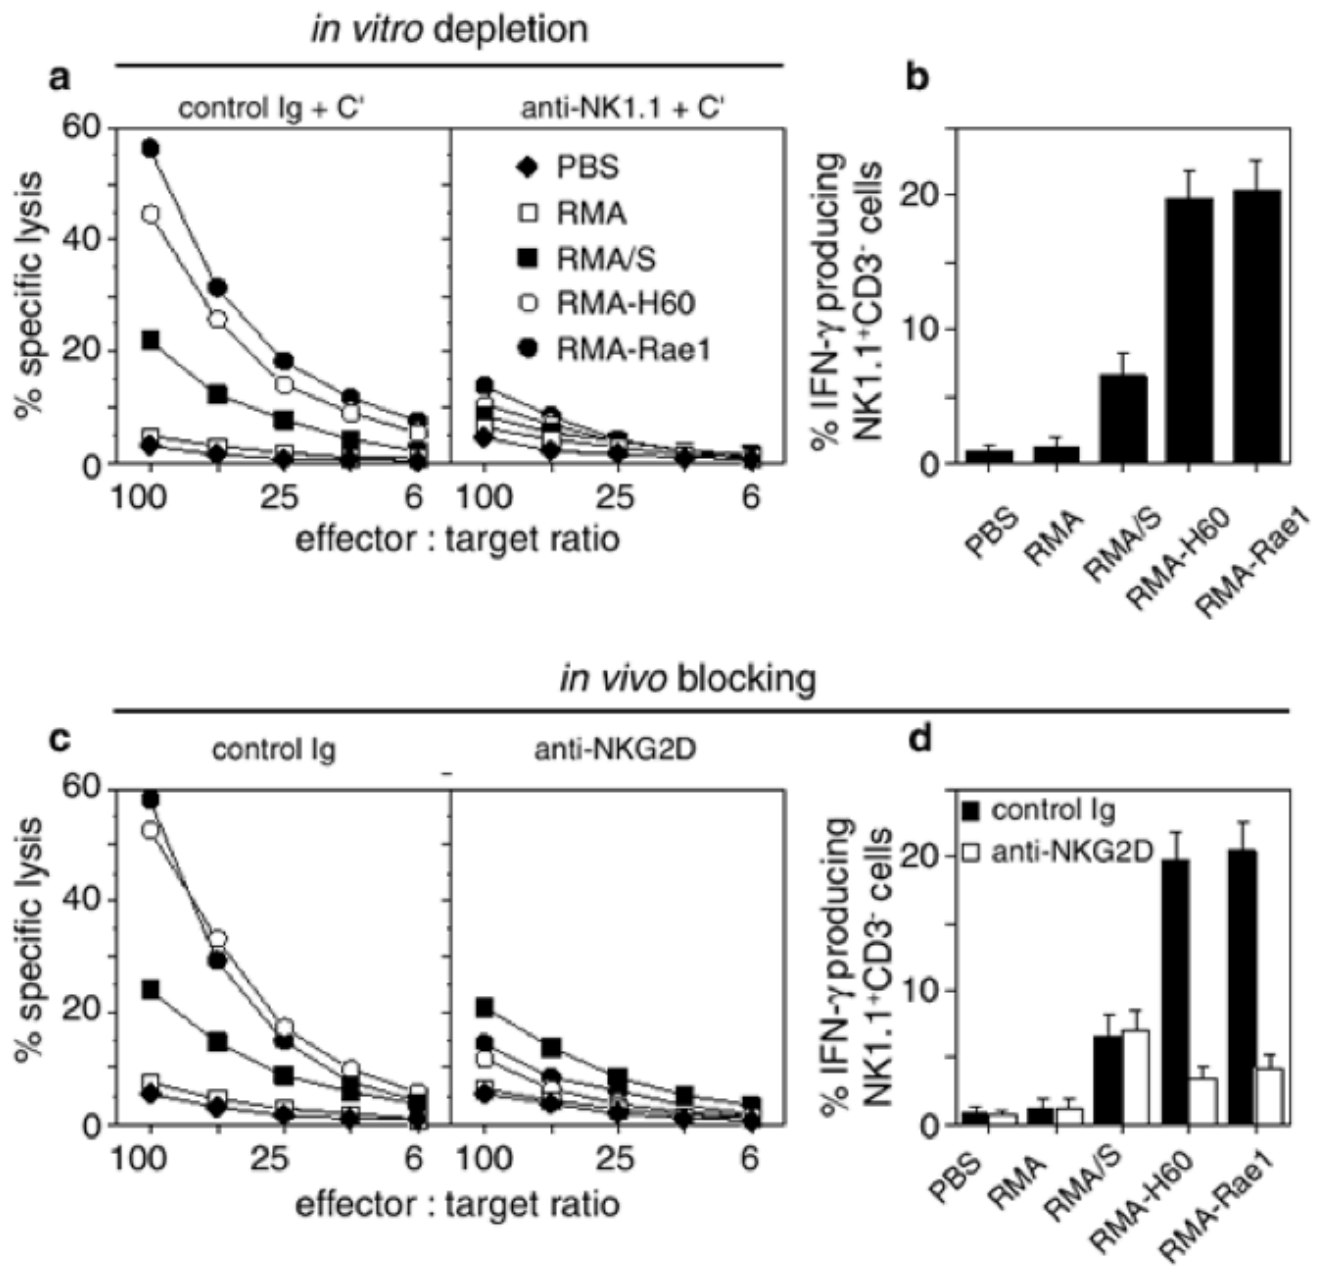 in vitro depletion
a
control Ig + C'
anti-NK1.1 + C'
60
40
20
0
% specific lysis
PBS
RMA
RMA/S
RMA-H60
RMA-Rae1
100
25
6
100
25
6
effector : target ratio
b
% IFN-γ producing
NK1.1+CD3- cells
20
10
0
PBS
RMA
RMA/S
RMA-H60
RMA-Rae1
in vivo blocking
c
control Ig
anti-NKG2D
60
40
20
0
% specific lysis
100
25
6
100
25
6
effector : target ratio
d
control Ig
anti-NKG2D
% IFN-γ producing
NK1.1+CD3- cells
20
10
0
PBS
RMA
RMA/S
RMA-H60
RMA-Rae1